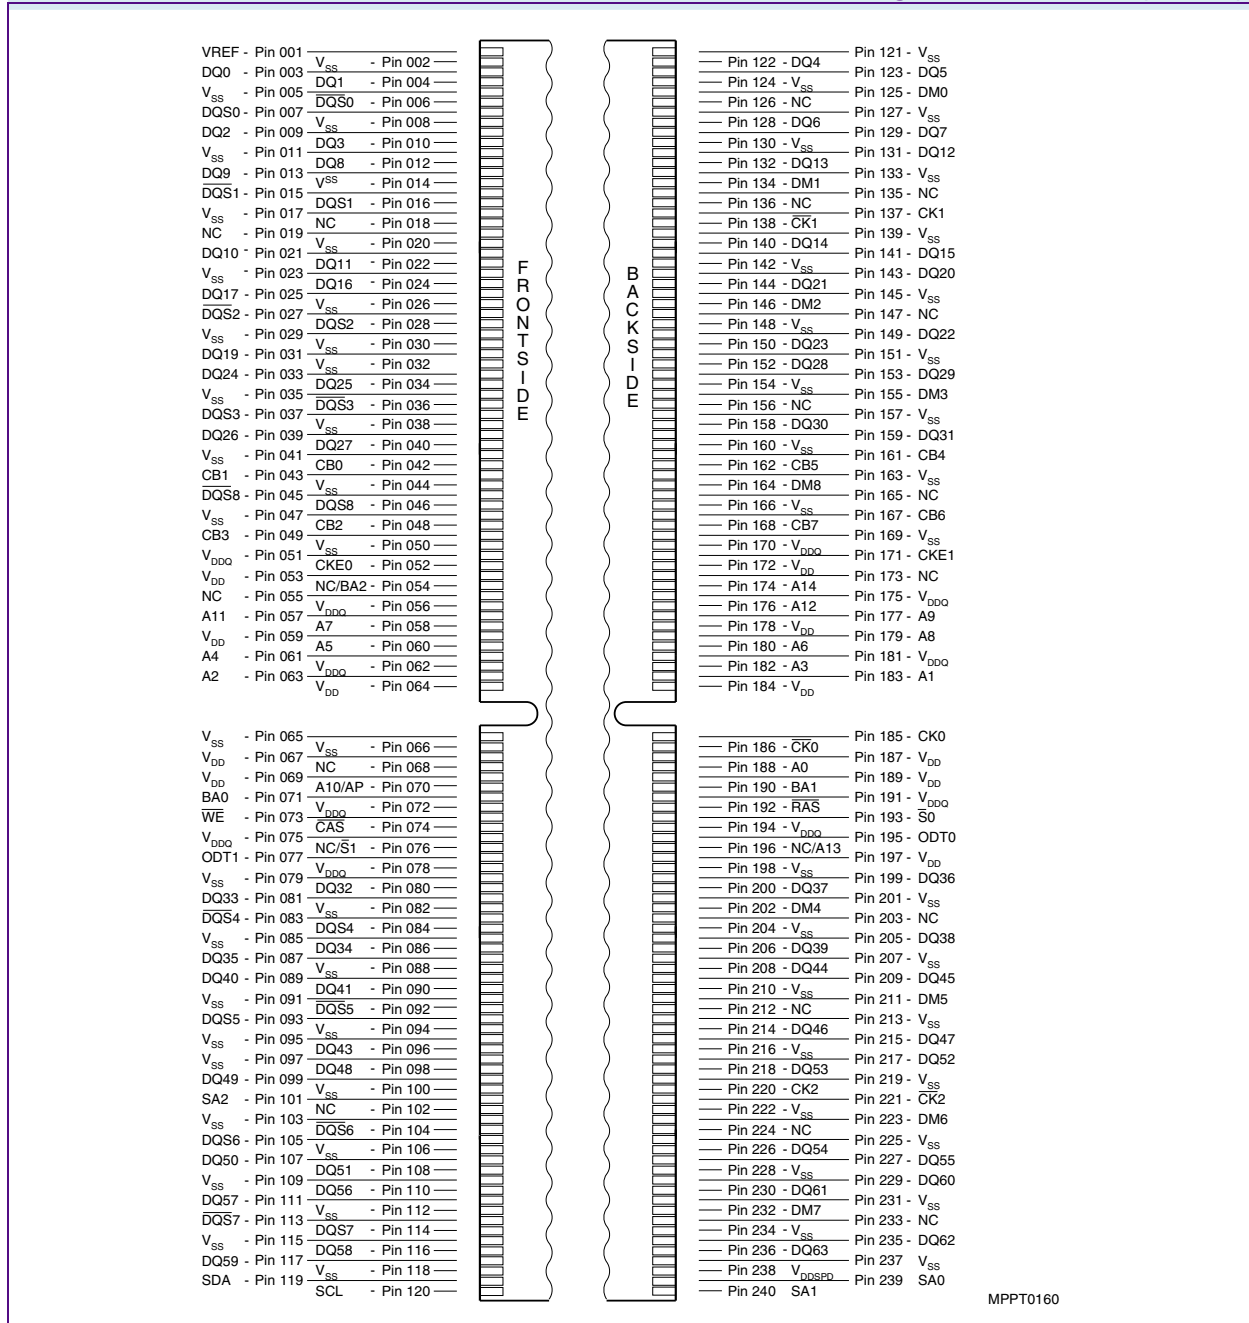 VREF - Pin 001
VSS - Pin 002
DQ0 - Pin 003
DQ1 - Pin 004
VSS - Pin 005
D̅Q̅S̅0 - Pin 006
DQS0 - Pin 007
VSS - Pin 008
DQ2 - Pin 009
DQ3 - Pin 010
VSS - Pin 011
DQ8 - Pin 012
DQ9 - Pin 013
VSS - Pin 014
D̅Q̅S̅1 - Pin 015
DQS1 - Pin 016
VSS - Pin 017
NC - Pin 018
NC - Pin 019
VSS - Pin 020
DQ10 - Pin 021
DQ11 - Pin 022
VSS - Pin 023
DQ16 - Pin 024
DQ17 - Pin 025
VSS - Pin 026
D̅Q̅S̅2 - Pin 027
DQS2 - Pin 028
VSS - Pin 029
VSS - Pin 030
DQ19 - Pin 031
VSS - Pin 032
DQ24 - Pin 033
DQ25 - Pin 034
VSS - Pin 035
D̅Q̅S̅3 - Pin 036
DQS3 - Pin 037
VSS - Pin 038
DQ26 - Pin 039
DQ27 - Pin 040
VSS - Pin 041
CB0 - Pin 042
CB1 - Pin 043
VSS - Pin 044
D̅Q̅S̅8 - Pin 045
DQS8 - Pin 046
VSS - Pin 047
CB2 - Pin 048
CB3 - Pin 049
VSS - Pin 050
VDDQ - Pin 051
CKE0 - Pin 052
VDD - Pin 053
NC/BA2 - Pin 054
NC - Pin 055
VDDQ - Pin 056
A11 - Pin 057
A7 - Pin 058
VDD - Pin 059
A5 - Pin 060
A4 - Pin 061
VDDQ - Pin 062
A2 - Pin 063
VDD - Pin 064
VSS - Pin 065
VSS - Pin 066
VDD - Pin 067
NC - Pin 068
VDD - Pin 069
A10/AP - Pin 070
BA0 - Pin 071
VDDQ - Pin 072
W̅E̅ - Pin 073
C̅A̅S̅ - Pin 074
VDDQ - Pin 075
NC/S̅1 - Pin 076
ODT1 - Pin 077
VDDQ - Pin 078
VSS - Pin 079
DQ32 - Pin 080
DQ33 - Pin 081
VSS - Pin 082
D̅Q̅S̅4 - Pin 083
DQS4 - Pin 084
VSS - Pin 085
DQ34 - Pin 086
DQ35 - Pin 087
VSS - Pin 088
DQ40 - Pin 089
DQ41 - Pin 090
VSS - Pin 091
D̅Q̅S̅5 - Pin 092
DQS5 - Pin 093
VSS - Pin 094
VSS - Pin 095
DQ43 - Pin 096
VSS - Pin 097
DQ48 - Pin 098
DQ49 - Pin 099
VSS - Pin 100
SA2 - Pin 101
NC - Pin 102
VSS - Pin 103
D̅Q̅S̅6 - Pin 104
DQS6 - Pin 105
VSS - Pin 106
DQ50 - Pin 107
DQ51 - Pin 108
VSS - Pin 109
DQ56 - Pin 110
DQ57 - Pin 111
VSS - Pin 112
D̅Q̅S̅7 - Pin 113
DQS7 - Pin 114
VSS - Pin 115
DQ58 - Pin 116
DQ59 - Pin 117
VSS - Pin 118
SDA - Pin 119
SCL - Pin 120
FRONTSIDE
BACKSIDE
Pin 121 - VSS
Pin 122 - DQ4
Pin 123 - DQ5
Pin 124 - VSS
Pin 125 - DM0
Pin 126 - NC
Pin 127 - VSS
Pin 128 - DQ6
Pin 129 - DQ7
Pin 130 - VSS
Pin 131 - DQ12
Pin 132 - DQ13
Pin 133 - VSS
Pin 134 - DM1
Pin 135 - NC
Pin 136 - NC
Pin 137 - CK1
Pin 138 - C̅K̅1
Pin 139 - VSS
Pin 140 - DQ14
Pin 141 - DQ15
Pin 142 - VSS
Pin 143 - DQ20
Pin 144 - DQ21
Pin 145 - VSS
Pin 146 - DM2
Pin 147 - NC
Pin 148 - VSS
Pin 149 - DQ22
Pin 150 - DQ23
Pin 151 - VSS
Pin 152 - DQ28
Pin 153 - DQ29
Pin 154 - VSS
Pin 155 - DM3
Pin 156 - NC
Pin 157 - VSS
Pin 158 - DQ30
Pin 159 - DQ31
Pin 160 - VSS
Pin 161 - CB4
Pin 162 - CB5
Pin 163 - VSS
Pin 164 - DM8
Pin 165 - NC
Pin 166 - VSS
Pin 167 - CB6
Pin 168 - CB7
Pin 169 - VSS
Pin 170 - VDDQ
Pin 171 - CKE1
Pin 172 - VDD
Pin 173 - NC
Pin 174 - A14
Pin 175 - VDDQ
Pin 176 - A12
Pin 177 - A9
Pin 178 - VDD
Pin 179 - A8
Pin 180 - A6
Pin 181 - VDDQ
Pin 182 - A3
Pin 183 - A1
Pin 184 - VDD
Pin 185 - CK0
Pin 186 - C̅K̅0
Pin 187 - VDD
Pin 188 - A0
Pin 189 - VDD
Pin 190 - BA1
Pin 191 - VDDQ
Pin 192 - R̅A̅S̅
Pin 193 - S̅0
Pin 194 - VDDQ
Pin 195 - ODT0
Pin 196 - NC/A13
Pin 197 - VDD
Pin 198 - VSS
Pin 199 - DQ36
Pin 200 - DQ37
Pin 201 - VSS
Pin 202 - DM4
Pin 203 - NC
Pin 204 - VSS
Pin 205 - DQ38
Pin 206 - DQ39
Pin 207 - VSS
Pin 208 - DQ44
Pin 209 - DQ45
Pin 210 - VSS
Pin 211 - DM5
Pin 212 - NC
Pin 213 - VSS
Pin 214 - DQ46
Pin 215 - DQ47
Pin 216 - VSS
Pin 217 - DQ52
Pin 218 - DQ53
Pin 219 - VSS
Pin 220 - CK2
Pin 221 - C̅K̅2
Pin 222 - VSS
Pin 223 - DM6
Pin 224 - NC
Pin 225 - VSS
Pin 226 - DQ54
Pin 227 - DQ55
Pin 228 - VSS
Pin 229 - DQ60
Pin 230 - DQ61
Pin 231 - VSS
Pin 232 - DM7
Pin 233 - NC
Pin 234 - VSS
Pin 235 - DQ62
Pin 236 - DQ63
Pin 237 VSS
Pin 238 VDDSPD
Pin 239 SA0
Pin 240 SA1
MPPT0160